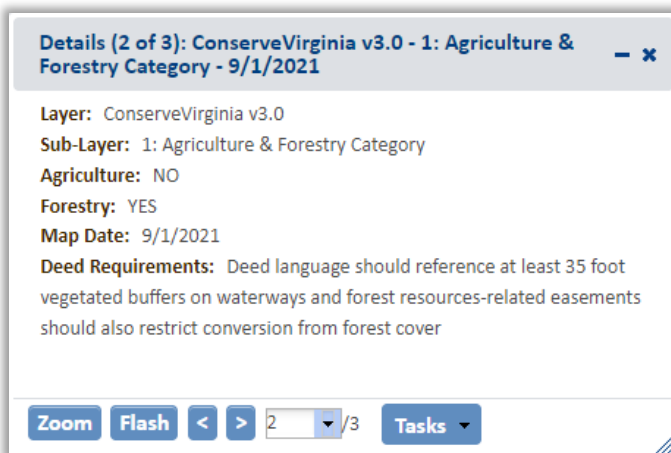 Details (2 of 3): ConserveVirginia v3.0 - 1: Agriculture &
Forestry Category - 9/1/2021
Layer: ConserveVirginia v3.0
Sub-Layer: 1: Agriculture & Forestry Category
Agriculture: NO
Forestry: YES
Map Date: 9/1/2021
Deed Requirements: Deed language should reference at least 35 foot
vegetated buffers on waterways and forest resources-related easements
should also restrict conversion from forest cover
Zoom Flash < > 2 /3 Tasks